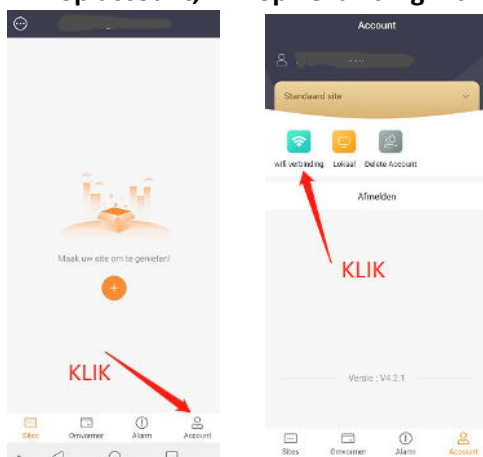 Account
Standaard site
wifi verbinding Lokaal Delete Account
Afmelden
Maak uw site om te genieten!
KLIK
KLIK
Versie : V4.2.1
Sites Omvormer Alarm Account
Sites Omvormer Alarm Account